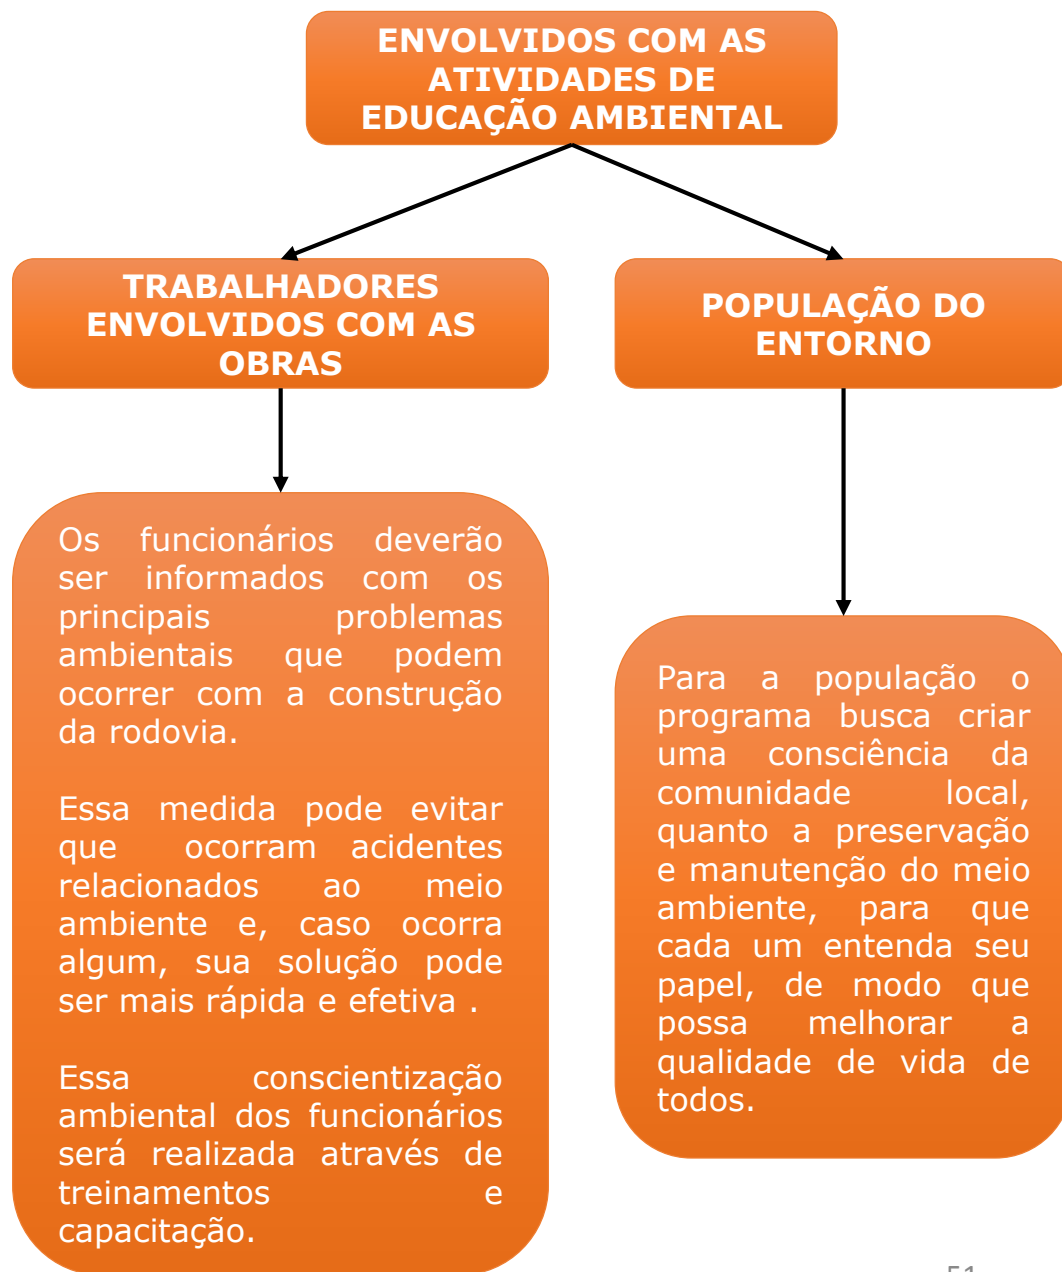 ENVOLVIDOS COM AS
ATIVIDADES DE
EDUCAÇÃO AMBIENTAL
TRABALHADORES
ENVOLVIDOS COM AS
OBRAS
POPULAÇÃO DO
ENTORNO
Os funcionários deverão
ser informados com os
principais problemas
ambientais que podem
ocorrer com a construção
da rodovia.
Essa medida pode evitar
que ocorram acidentes
relacionados ao meio
ambiente e, caso ocorra
algum, sua solução pode
ser mais rápida e efetiva .
Essa conscientização
ambiental dos funcionários
será realizada através de
treinamentos e
capacitação.
Para a população o
programa busca criar
uma consciência da
comunidade local,
quanto a preservação
e manutenção do meio
ambiente, para que
cada um entenda seu
papel, de modo que
possa melhorar a
qualidade de vida de
todos.
51